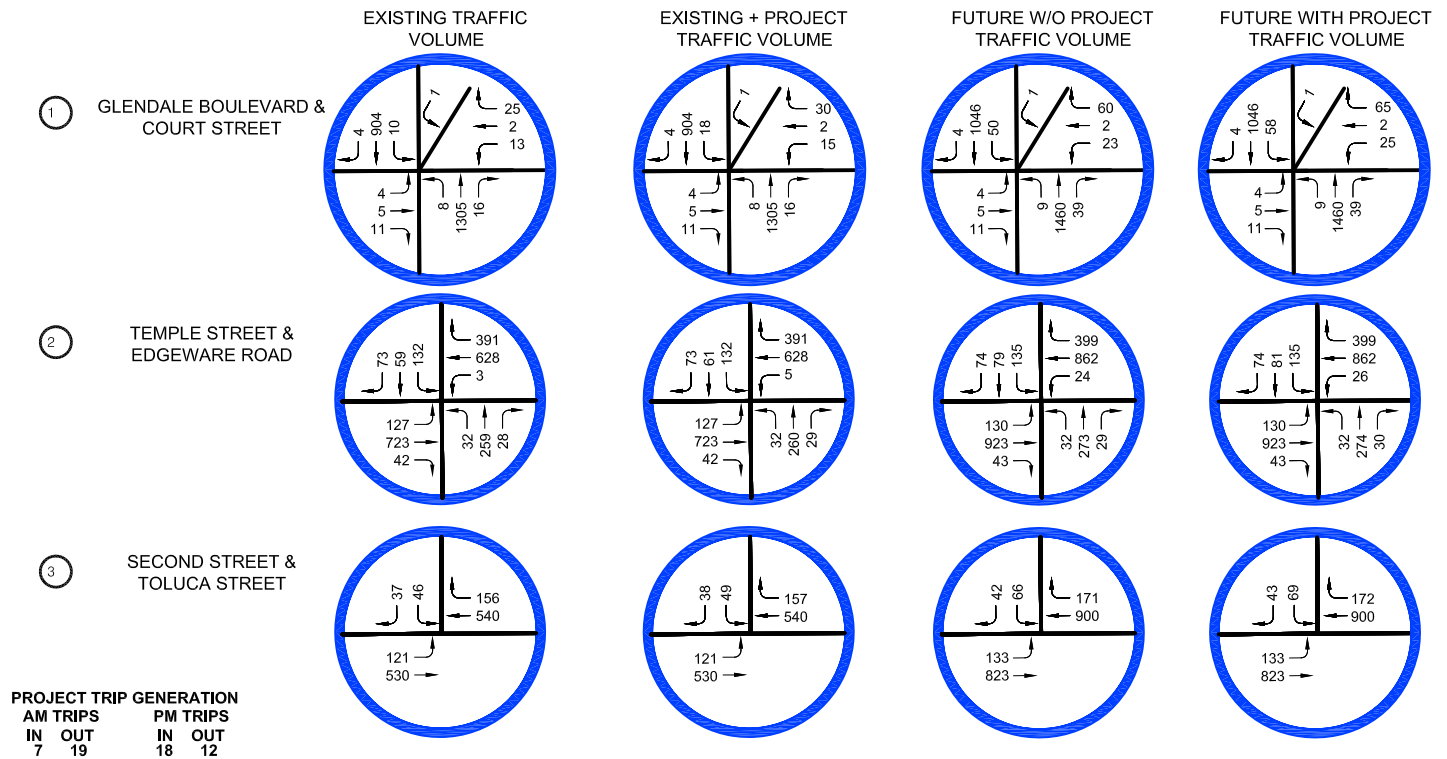 EXISTING TRAFFIC
VOLUME
EXISTING + PROJECT
TRAFFIC VOLUME
FUTURE W/O PROJECT
TRAFFIC VOLUME
FUTURE WITH PROJECT
TRAFFIC VOLUME
1
GLENDALE BOULEVARD &
COURT STREET
4 904 10
1
25
2
13
4
5
11
8 1305 16
4 904 18
1
30
2
15
4
5
11
8 1305 16
4 1046 50
1
60
2
23
4
5
11
9 1460 39
4 1046 58
1
65
2
25
4
5
11
9 1460 39
2
TEMPLE STREET &
EDGEWARE ROAD
73 59 132
391
628
3
127
723
42
32 259 28
73 61 132
391
628
5
127
723
42
32 260 29
74 79 135
399
862
24
130
923
43
32 273 29
74 81 135
399
862
26
130
923
43
32 274 30
3
SECOND STREET &
TOLUCA STREET
37 46
156
540
121
530
38 49
157
540
121
530
42 66
171
900
133
823
43 69
172
900
133
823
PROJECT TRIP GENERATION
AM TRIPS PM TRIPS
IN OUT IN OUT
7 19 18 12